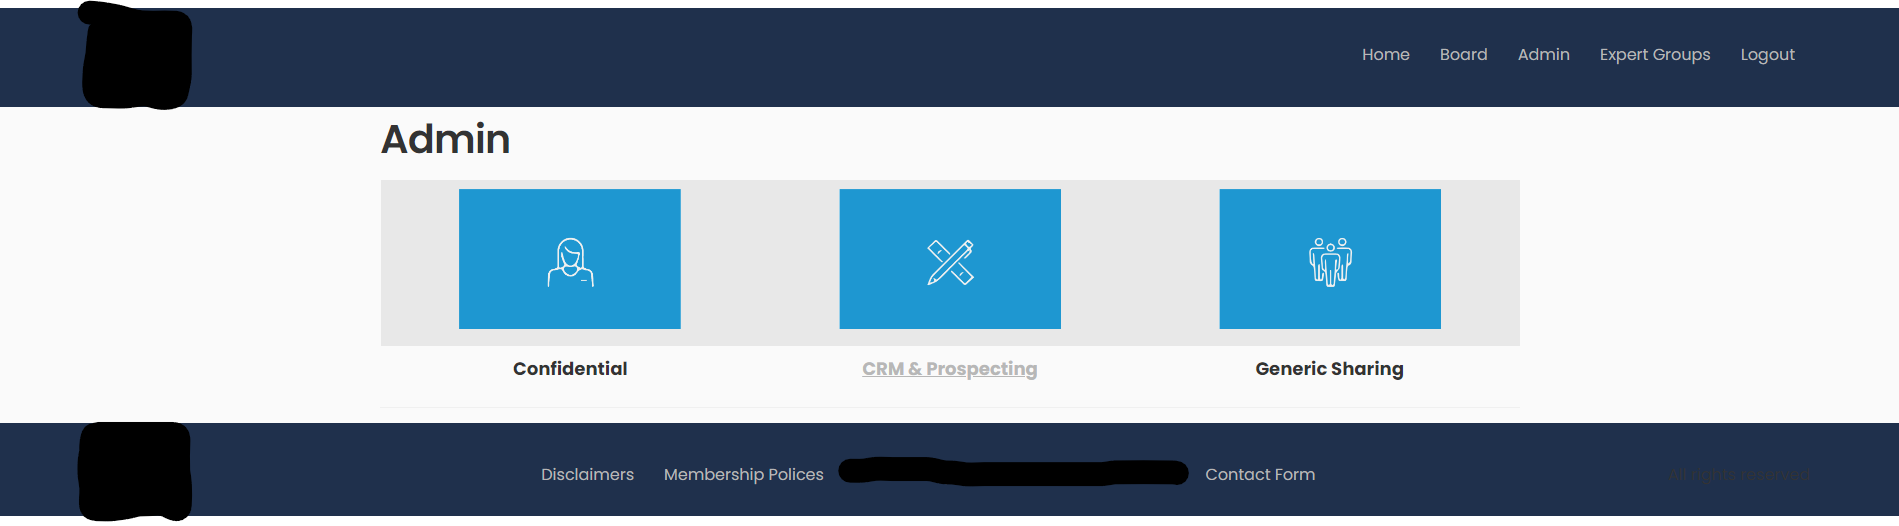 Home Board Admin Expert Groups Logout
Admin
Confidential CRM & Prospecting Generic Sharing
Disclaimers Membership Polices Contact Form All rights reserved